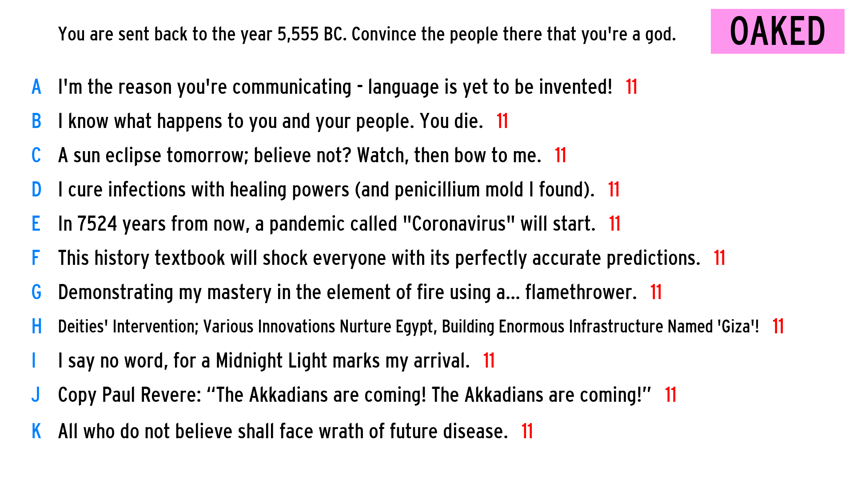 You are sent back to the year 5,555 BC. Convince the people there that you're a god.
OAKED
A I'm the reason you're communicating - language is yet to be invented! 11
B I know what happens to you and your people. You die. 11
C A sun eclipse tomorrow; believe not? Watch, then bow to me. 11
D I cure infections with healing powers (and penicillium mold I found). 11
E In 7524 years from now, a pandemic called "Coronavirus" will start. 11
F This history textbook will shock everyone with its perfectly accurate predictions. 11
G Demonstrating my mastery in the element of fire using a... flamethrower. 11
H Deities' Intervention; Various Innovations Nurture Egypt, Building Enormous Infrastructure Named 'Giza'! 11
I I say no word, for a Midnight Light marks my arrival. 11
J Copy Paul Revere: “The Akkadians are coming! The Akkadians are coming!” 11
K All who do not believe shall face wrath of future disease. 11